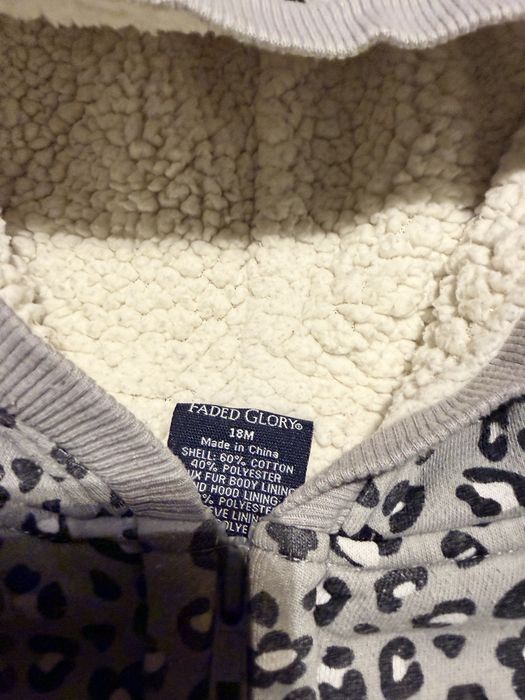 FADED GLORY®
18M
Made in China
SHELL: 60% COTTON
40% POLYESTER
FUR BODY LINING
HOOD LINING
% POLYESTER